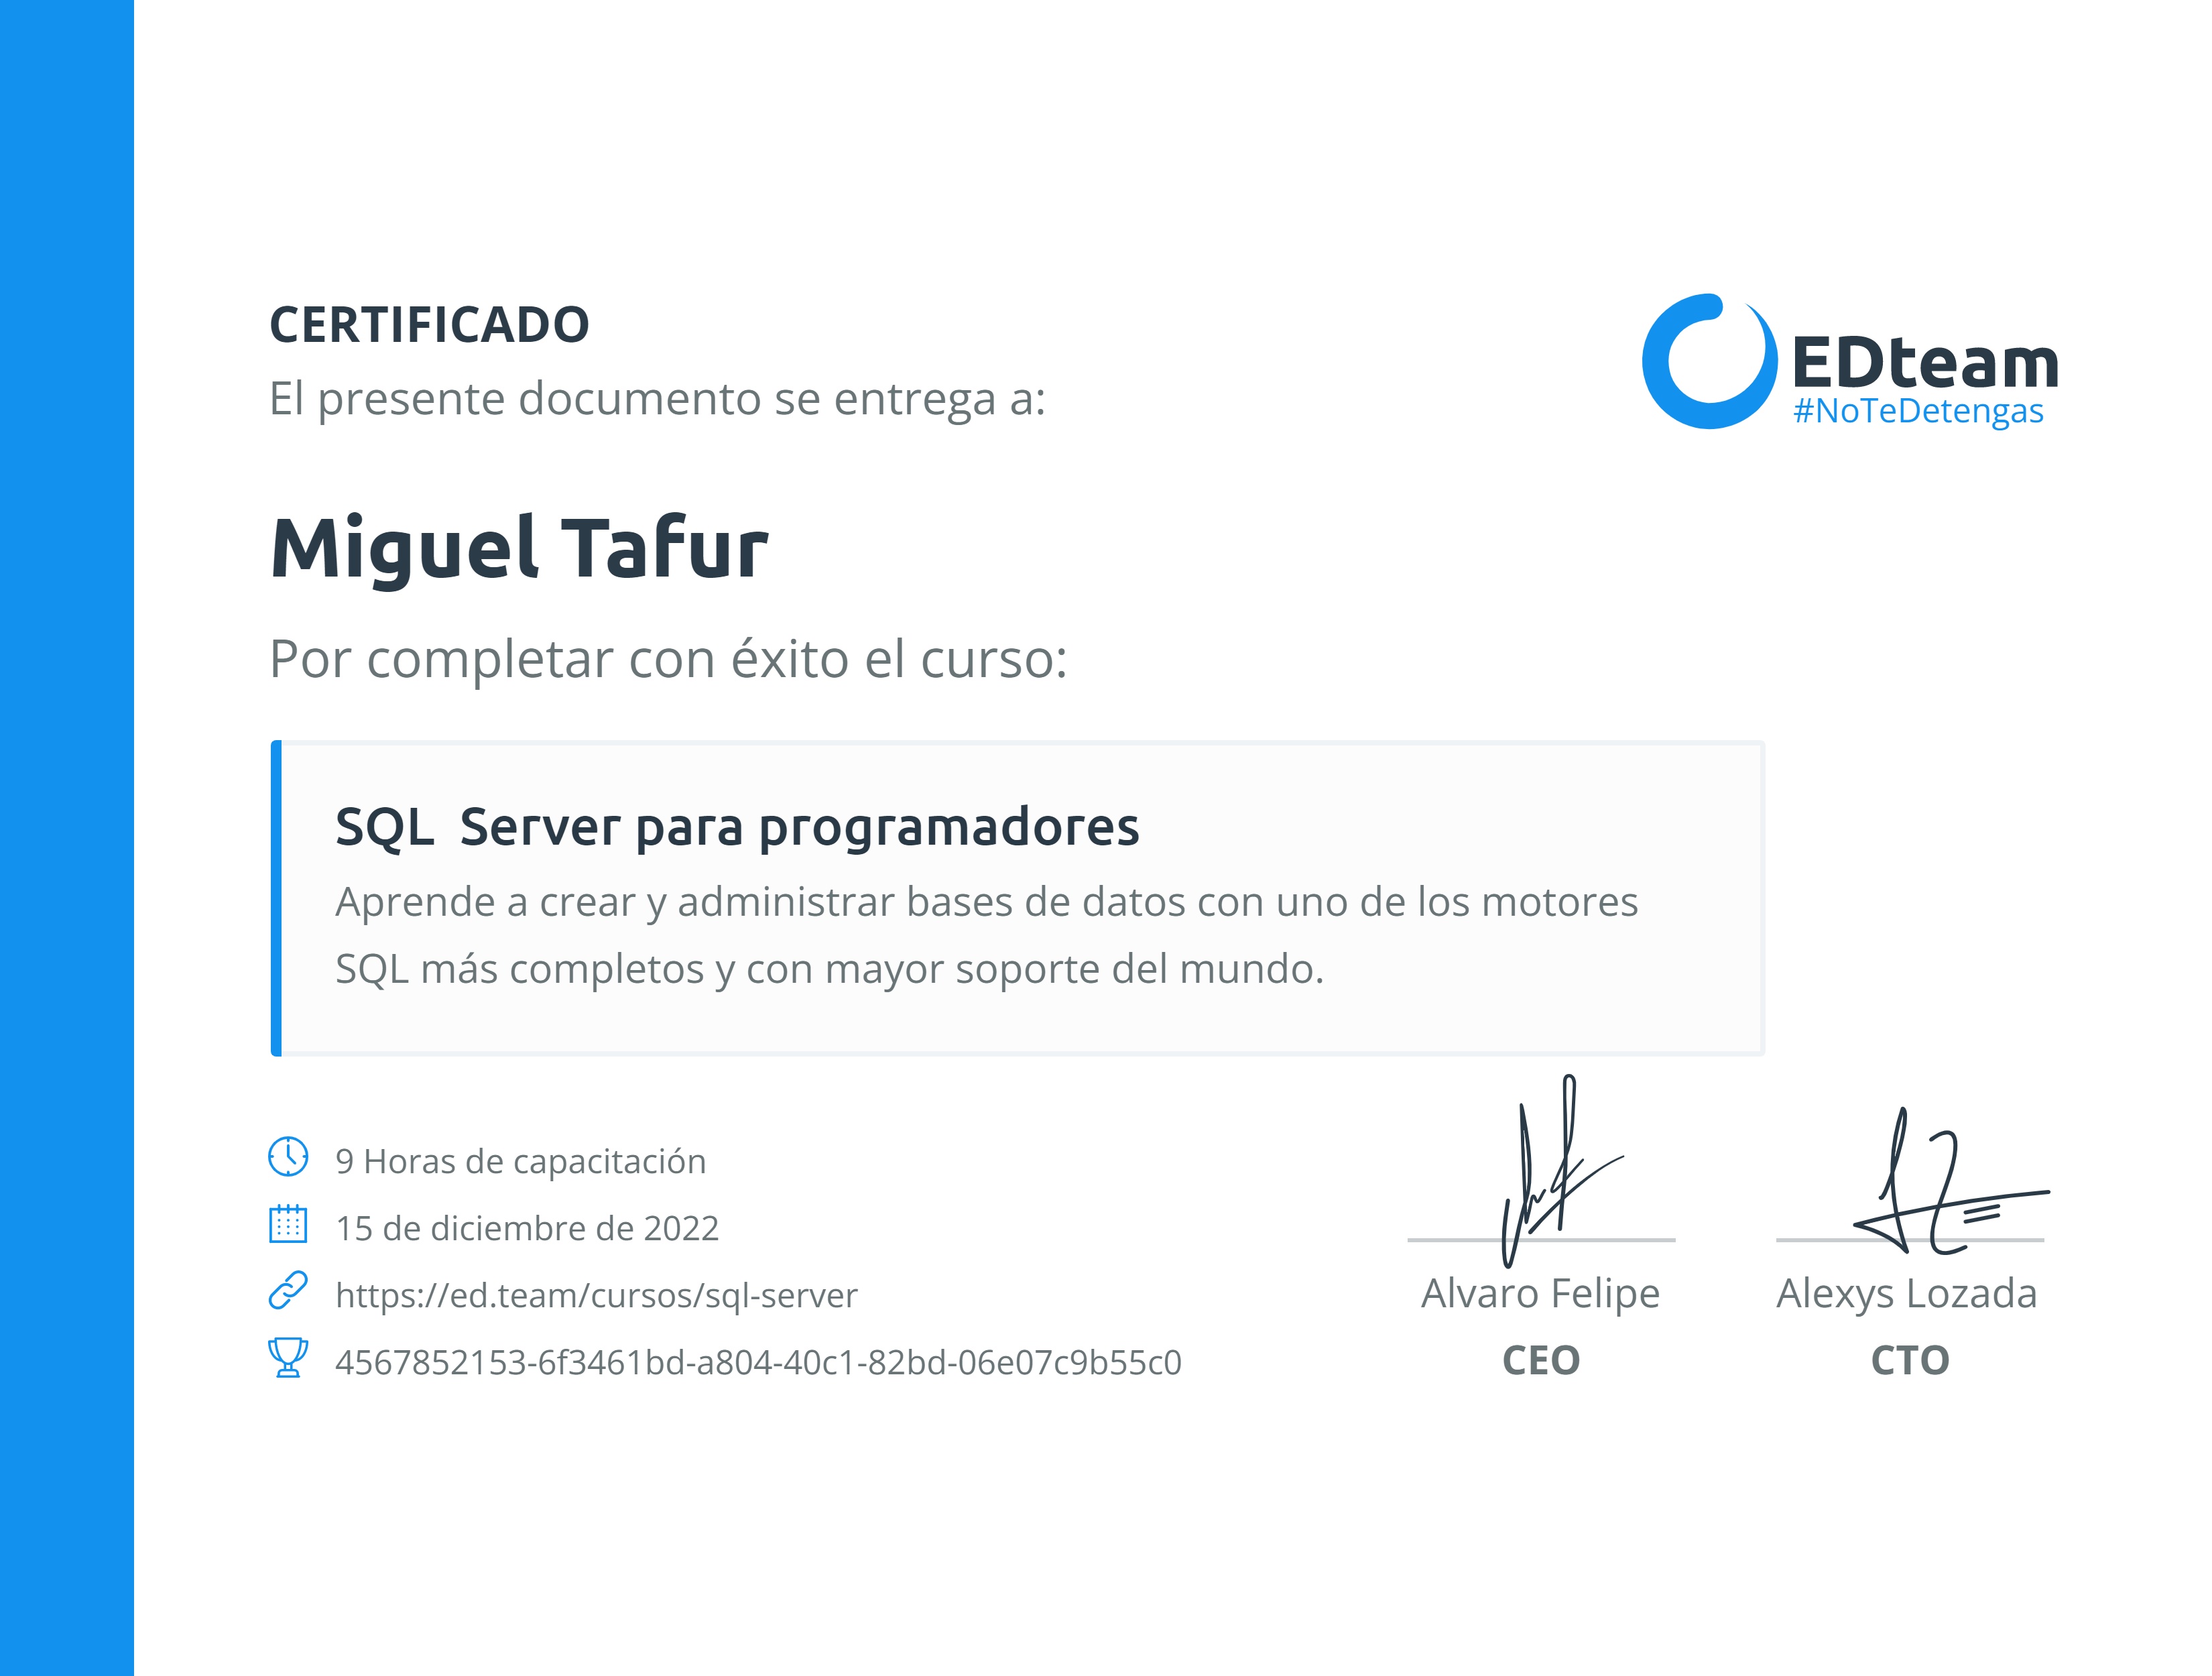 CERTIFICADO
El presente documento se entrega a:
EDteam
#NoTeDetengas
Miguel Tafur
Por completar con éxito el curso:
SQL  Server para programadores
Aprende a crear y administrar bases de datos con uno de los motores
SQL más completos y con mayor soporte del mundo.
9 Horas de capacitación
15 de diciembre de 2022
https://ed.team/cursos/sql-server
4567852153-6f3461bd-a804-40c1-82bd-06e07c9b55c0
Alvaro Felipe
CEO
Alexys Lozada
CTO